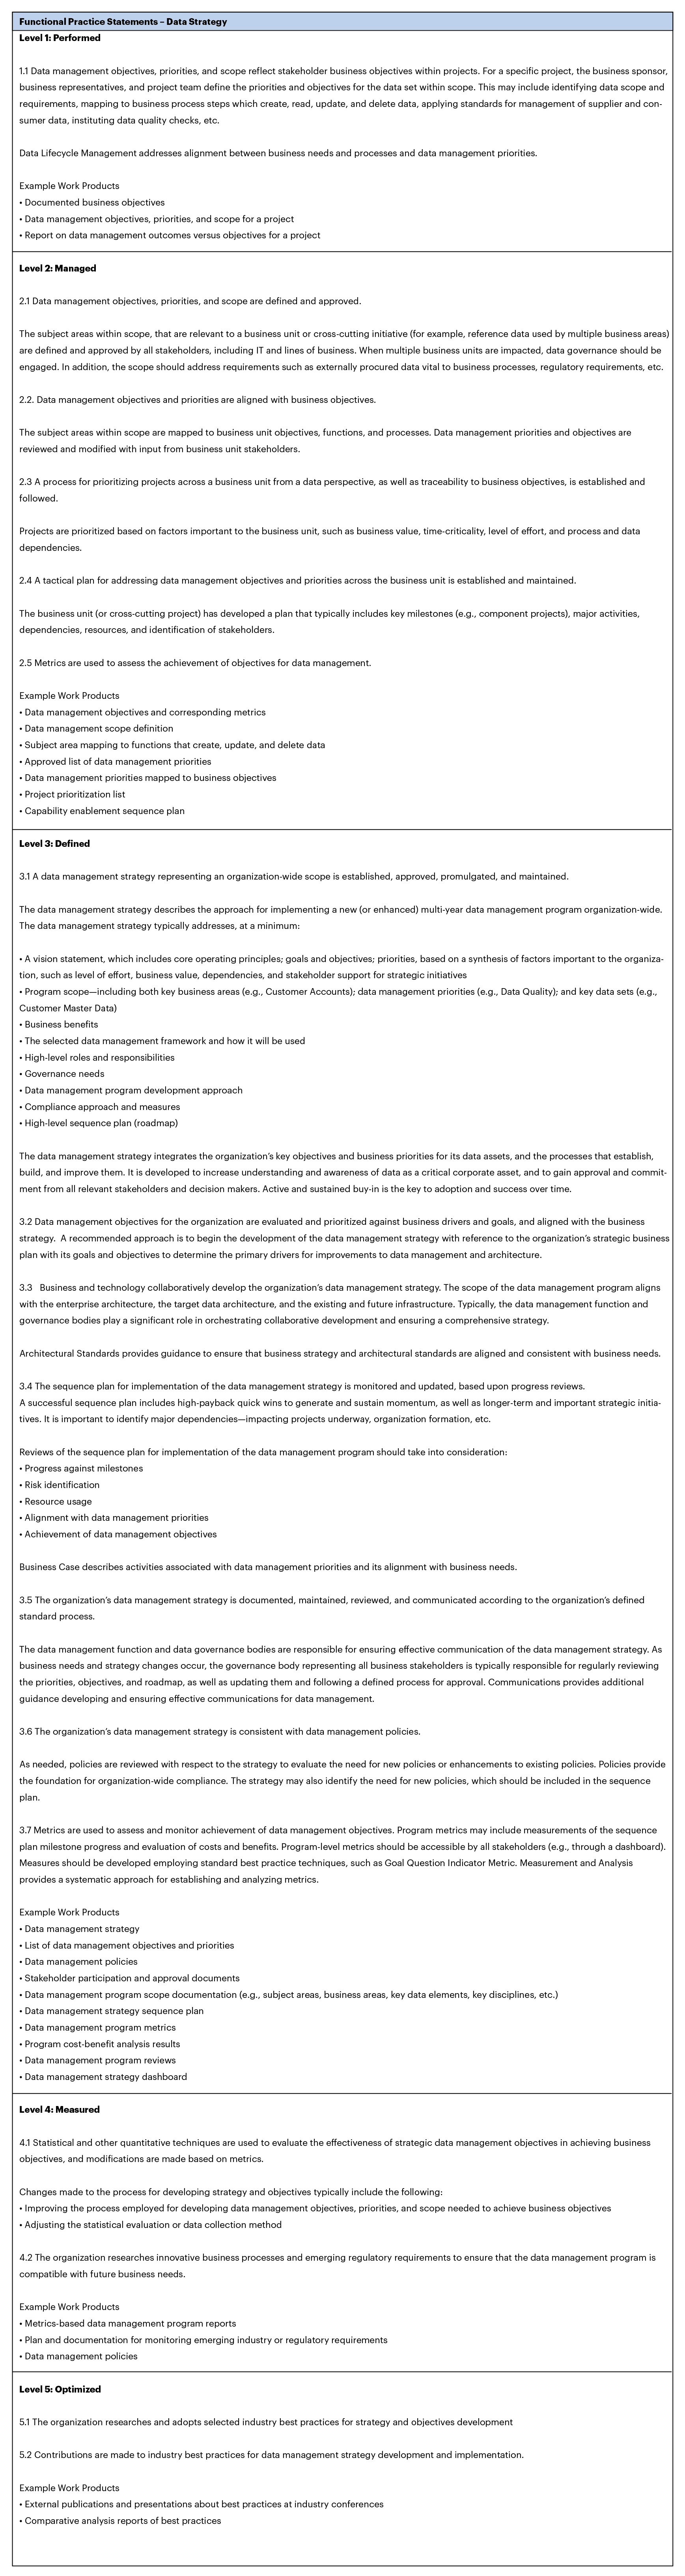 Functional Practice Statements – Data Strategy
Level 1: Performed
1.1 Data management objectives, priorities, and scope reflect stakeholder business objectives within projects. For a specific project, the business sponsor,
business representatives, and project team define the priorities and objectives for the data set within scope. This may include identifying data scope and
requirements, mapping to business process steps which create, read, update, and delete data, applying standards for management of supplier and con-
sumer data, instituting data quality checks, etc.
Data Lifecycle Management addresses alignment between business needs and processes and data management priorities.
Example Work Products
• Documented business objectives
• Data management objectives, priorities, and scope for a project
• Report on data management outcomes versus objectives for a project
Level 2: Managed
2.1 Data management objectives, priorities, and scope are defined and approved.
The subject areas within scope, that are relevant to a business unit or cross-cutting initiative (for example, reference data used by multiple business areas)
are defined and approved by all stakeholders, including IT and lines of business. When multiple business units are impacted, data governance should be
engaged. In addition, the scope should address requirements such as externally procured data vital to business processes, regulatory requirements, etc.
2.2. Data management objectives and priorities are aligned with business objectives.
The subject areas within scope are mapped to business unit objectives, functions, and processes. Data management priorities and objectives are
reviewed and modified with input from business unit stakeholders.
2.3 A process for prioritizing projects across a business unit from a data perspective, as well as traceability to business objectives, is established and
followed.
Projects are prioritized based on factors important to the business unit, such as business value, time-criticality, level of effort, and process and data
dependencies.
2.4 A tactical plan for addressing data management objectives and priorities across the business unit is established and maintained.
The business unit (or cross-cutting project) has developed a plan that typically includes key milestones (e.g., component projects), major activities,
dependencies, resources, and identification of stakeholders.
2.5 Metrics are used to assess the achievement of objectives for data management.
Example Work Products
• Data management objectives and corresponding metrics
• Data management scope definition
• Subject area mapping to functions that create, update, and delete data
• Approved list of data management priorities
• Data management priorities mapped to business objectives
• Project prioritization list
• Capability enablement sequence plan
Level 3: Defined
3.1 A data management strategy representing an organization-wide scope is established, approved, promulgated, and maintained.
The data management strategy describes the approach for implementing a new (or enhanced) multi-year data management program organization-wide.
The data management strategy typically addresses, at a minimum:
• A vision statement, which includes core operating principles; goals and objectives; priorities, based on a synthesis of factors important to the organiza-
tion, such as level of effort, business value, dependencies, and stakeholder support for strategic initiatives
• Program scope—including both key business areas (e.g., Customer Accounts); data management priorities (e.g., Data Quality); and key data sets (e.g.,
Customer Master Data)
• Business benefits
• The selected data management framework and how it will be used
• High-level roles and responsibilities
• Governance needs
• Data management program development approach
• Compliance approach and measures
• High-level sequence plan (roadmap)
The data management strategy integrates the organization's key objectives and business priorities for its data assets, and the processes that establish,
build, and improve them. It is developed to increase understanding and awareness of data as a critical corporate asset, and to gain approval and commit-
ment from all relevant stakeholders and decision makers. Active and sustained buy-in is the key to adoption and success over time.
3.2 Data management objectives for the organization are evaluated and prioritized against business drivers and goals, and aligned with the business
strategy. A recommended approach is to begin the development of the data management strategy with reference to the organization's strategic business
plan with its goals and objectives to determine the primary drivers for improvements to data management and architecture.
3.3 Business and technology collaboratively develop the organization's data management strategy. The scope of the data management program aligns
with the enterprise architecture, the target data architecture, and the existing and future infrastructure. Typically, the data management function and
governance bodies play a significant role in orchestrating collaborative development and ensuring a comprehensive strategy.
Architectural Standards provides guidance to ensure that business strategy and architectural standards are aligned and consistent with business needs.
3.4 The sequence plan for implementation of the data management strategy is monitored and updated, based upon progress reviews.
A successful sequence plan includes high-payback quick wins to generate and sustain momentum, as well as longer-term and important strategic initia-
tives. It is important to identify major dependencies—impacting projects underway, organization formation, etc.
Reviews of the sequence plan for implementation of the data management program should take into consideration:
• Progress against milestones
• Risk identification
• Resource usage
• Alignment with data management priorities
• Achievement of data management objectives
Business Case describes activities associated with data management priorities and its alignment with business needs.
3.5 The organization's data management strategy is documented, maintained, reviewed, and communicated according to the organization's defined
standard process.
The data management function and data governance bodies are responsible for ensuring effective communication of the data management strategy. As
business needs and strategy changes occur, the governance body representing all business stakeholders is typically responsible for regularly reviewing
the priorities, objectives, and roadmap, as well as updating them and following a defined process for approval. Communications provides additional
guidance developing and ensuring effective communications for data management.
3.6 The organization's data management strategy is consistent with data management policies.
As needed, policies are reviewed with respect to the strategy to evaluate the need for new policies or enhancements to existing policies. Policies provide
the foundation for organization-wide compliance. The strategy may also identify the need for new policies, which should be included in the sequence
plan.
3.7 Metrics are used to assess and monitor achievement of data management objectives. Program metrics may include measurements of the sequence
plan milestone progress and evaluation of costs and benefits. Program-level metrics should be accessible by all stakeholders (e.g., through a dashboard).
Measures should be developed employing standard best practice techniques, such as Goal Question Indicator Metric. Measurement and Analysis
provides a systematic approach for establishing and analyzing metrics.
Example Work Products
• Data management strategy
• List of data management objectives and priorities
• Data management policies
• Stakeholder participation and approval documents
• Data management program scope documentation (e.g., subject areas, business areas, key data elements, key disciplines, etc.)
• Data management strategy sequence plan
• Data management program metrics
• Program cost-benefit analysis results
• Data management program reviews
• Data management strategy dashboard
Level 4: Measured
4.1 Statistical and other quantitative techniques are used to evaluate the effectiveness of strategic data management objectives in achieving business
objectives, and modifications are made based on metrics.
Changes made to the process for developing strategy and objectives typically include the following:
• Improving the process employed for developing data management objectives, priorities, and scope needed to achieve business objectives
• Adjusting the statistical evaluation or data collection method
4.2 The organization researches innovative business processes and emerging regulatory requirements to ensure that the data management program is
compatible with future business needs.
Example Work Products
• Metrics-based data management program reports
• Plan and documentation for monitoring emerging industry or regulatory requirements
• Data management policies
Level 5: Optimized
5.1 The organization researches and adopts selected industry best practices for strategy and objectives development
5.2 Contributions are made to industry best practices for data management strategy development and implementation.
Example Work Products
• External publications and presentations about best practices at industry conferences
• Comparative analysis reports of best practices